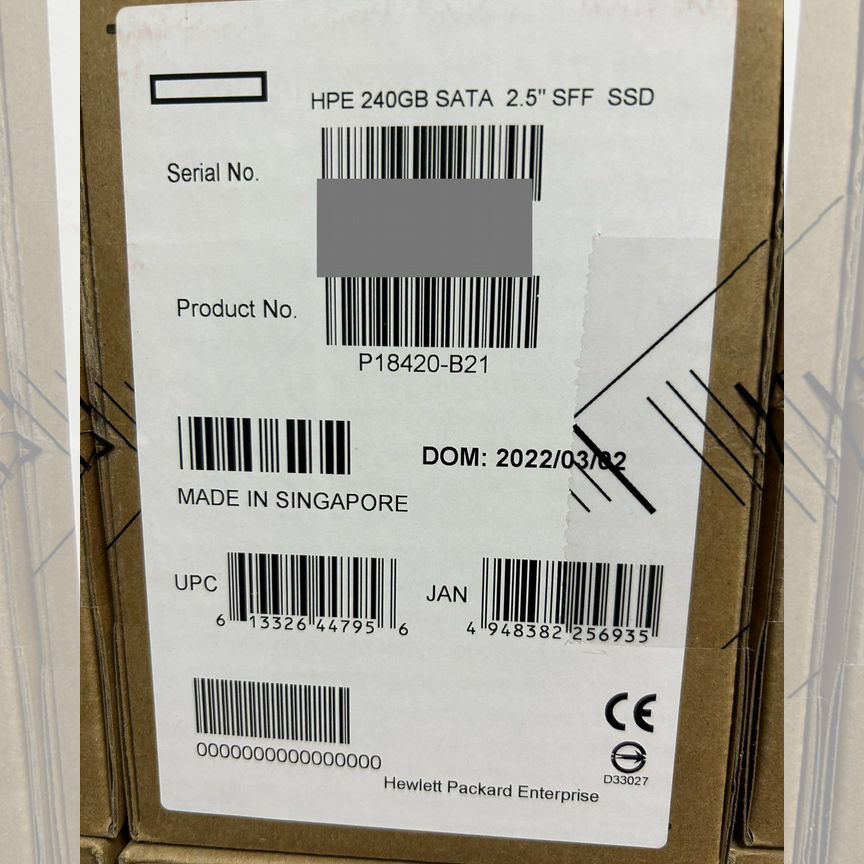 HPE 240GB SATA 2.5" SFF SSD
Serial No.
Product No.
P18420-B21
DOM: 2022/03/02
MADE IN SINGAPORE
UPC
6 13326 44795 6
JAN
4 948382 256935
0000000000000000
D33027
Hewlett Packard Enterprise